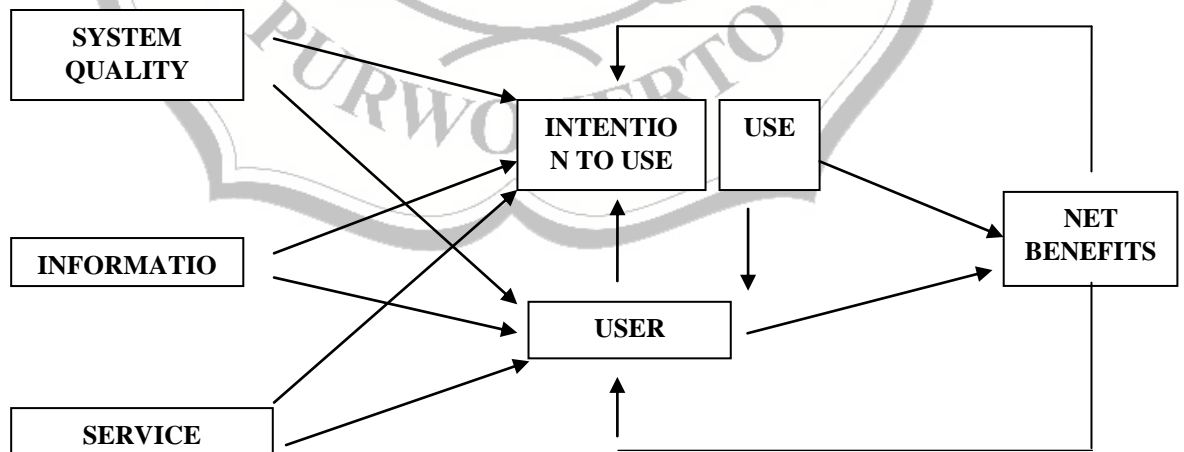 SYSTEM
QUALITY
PURWOKERTO
INTENTIO
N TO USE
USE
NET
BENEFITS
INFORMATIO
USER
SERVICE